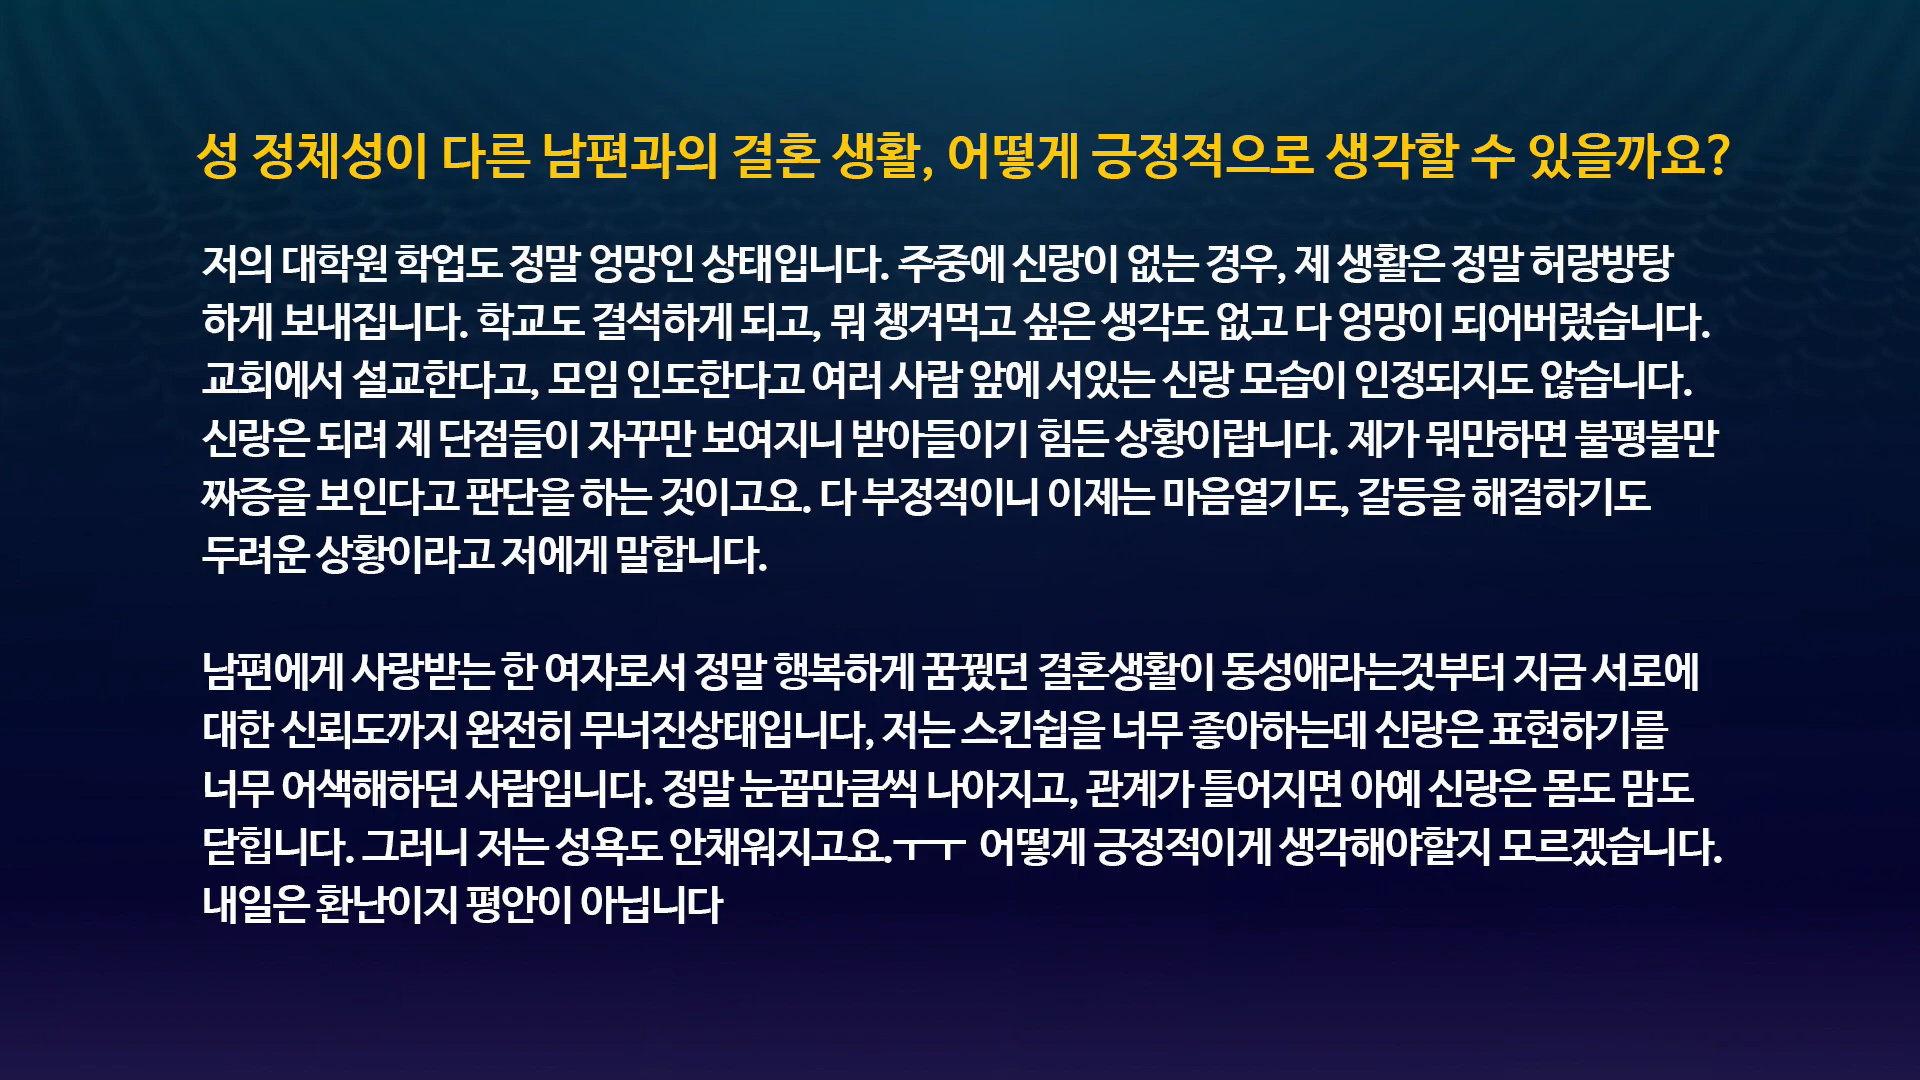 성 정체성이 다른 남편과의 결혼 생활, 어떻게 긍정적으로 생각할 수 있을까요?
저의 대학원 학업도 정말 엉망인 상태입니다. 주중에 신랑이 없는 경우, 제 생활은 정말 허랑방탕
하게 보내집니다. 학교도 결석하게 되고, 뭐 챙겨먹고 싶은 생각도 없고 다 엉망이 되어버렸습니다.
교회에서 설교한다고, 모임 인도한다고 여러 사람 앞에 서있는 신랑 모습이 인정되지도 않습니다.
신랑은 되려 제 단점들이 자꾸만 보여지니 받아들이기 힘든 상황이랍니다. 제가 뭐만하면 불평불만
짜증을 보인다고 판단을 하는 것이고요. 다 부정적이니 이제는 마음열기도, 갈등을 해결하기도
두려운 상황이라고 저에게 말합니다.
남편에게 사랑받는 한 여자로서 정말 행복하게 꿈꿨던 결혼생활이 동성애라는것부터 지금 서로에
대한 신뢰도까지 완전히 무너진상태입니다, 저는 스킨쉽을 너무 좋아하는데 신랑은 표현하기를
너무 어색해하던 사람입니다. 정말 눈꼽만큼씩 나아지고, 관계가 틀어지면 아예 신랑은 몸도 맘도
닫힙니다. 그러니 저는 성욕도 안채워지고요.ㅜㅜ 어떻게 긍정적이게 생각해야할지 모르겠습니다.
내일은 환난이지 평안이 아닙니다